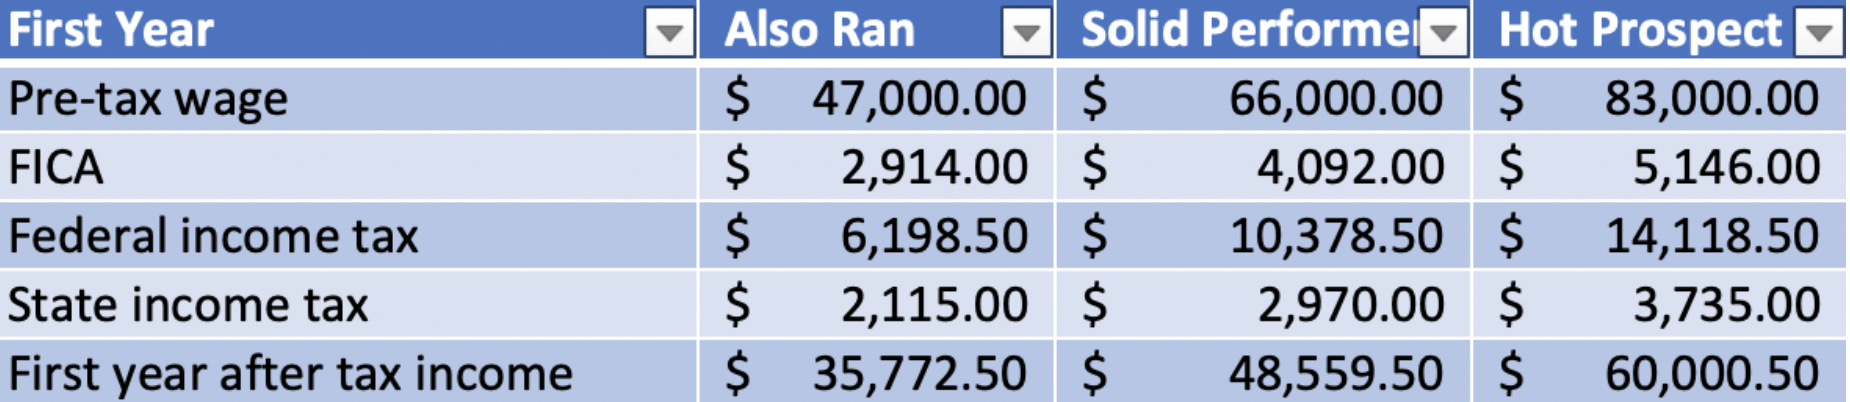 First Year Also Ran Solid Performer Hot Prospect
Pre-tax wage $ 47,000.00 $ 66,000.00 $ 83,000.00
FICA $ 2,914.00 $ 4,092.00 $ 5,146.00
Federal income tax $ 6,198.50 $ 10,378.50 $ 14,118.50
State income tax $ 2,115.00 $ 2,970.00 $ 3,735.00
First year after tax income $ 35,772.50 $ 48,559.50 $ 60,000.50